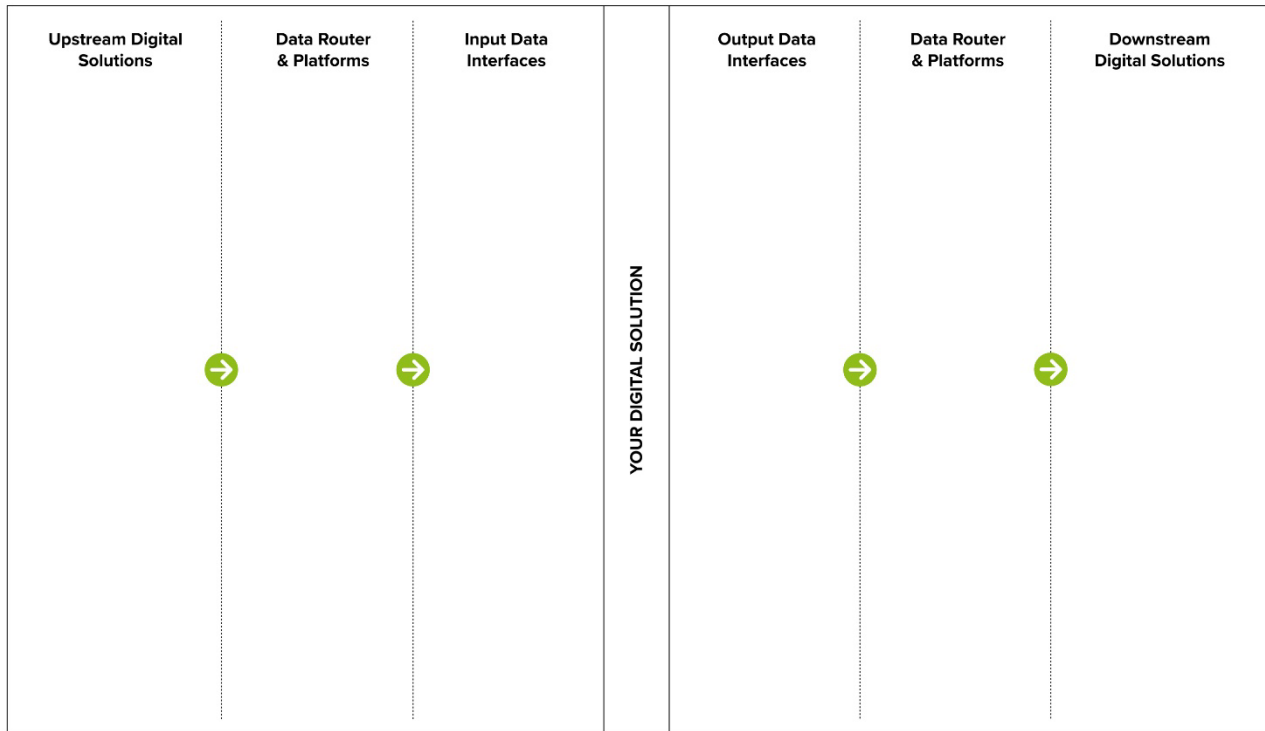 Upstream Digital
Solutions
Data Router
& Platforms
Input Data
Interfaces
YOUR DIGITAL SOLUTION
Output Data
Interfaces
Data Router
& Platforms
Downstream
Digital Solutions